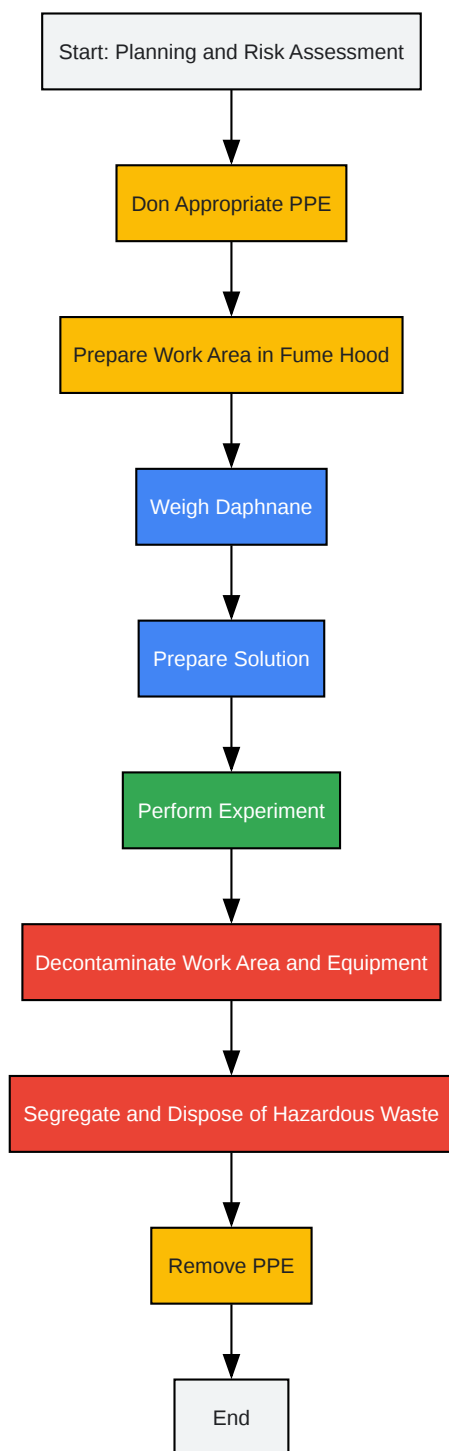 Start: Planning and Risk Assessment
Don Appropriate PPE
Prepare Work Area in Fume Hood
Weigh Daphnane
Prepare Solution
Perform Experiment
Decontaminate Work Area and Equipment
Segregate and Dispose of Hazardous Waste
Remove PPE
End